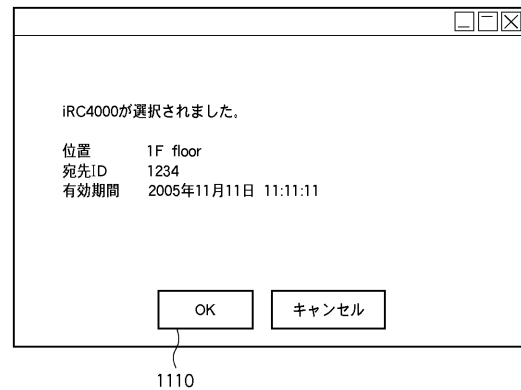 iRC4000が選択されました。
位置 1F floor
宛先ID 1234
有効期間 2005年11月11日 11:11:11
OK キャンセル
1110